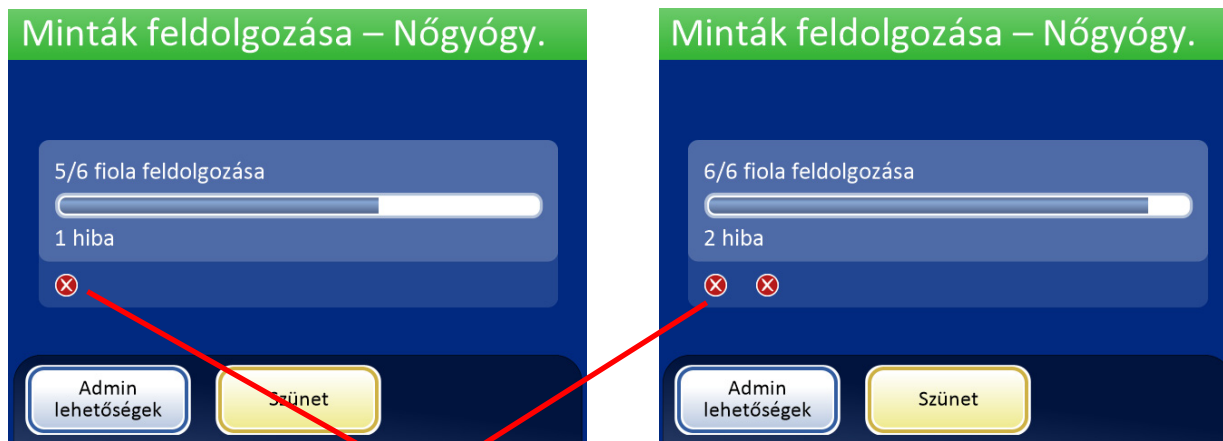 Minták feldolgozása – Nőgyógy.
5/6 fiola feldolgozása
1 hiba
Admin
lehetőségek
Szünet
Minták feldolgozása – Nőgyógy.
6/6 fiola feldolgozása
2 hiba
Admin
lehetőségek
Szünet